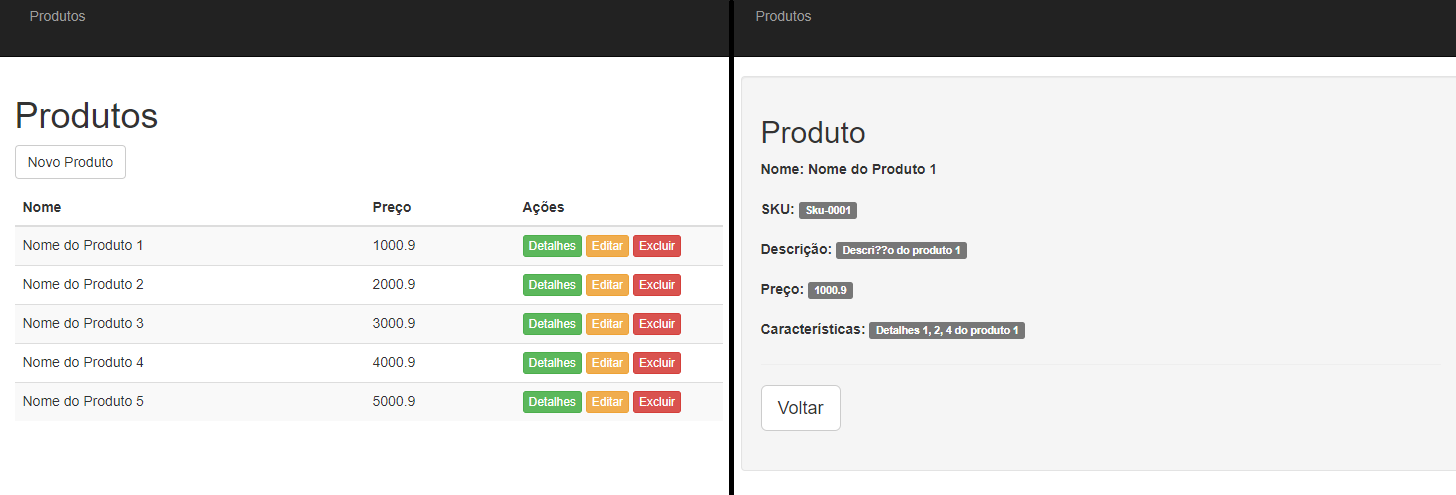 Produtos
Produtos
Novo Produto
Nome Preço Ações
Nome do Produto 1 1000.9 Detalhes Editar Excluir
Nome do Produto 2 2000.9 Detalhes Editar Excluir
Nome do Produto 3 3000.9 Detalhes Editar Excluir
Nome do Produto 4 4000.9 Detalhes Editar Excluir
Nome do Produto 5 5000.9 Detalhes Editar Excluir
Produtos
Produto
Nome: Nome do Produto 1
SKU: Sku-0001
Descrição: Descri??o do produto 1
Preço: 1000.9
Características: Detalhes 1, 2, 4 do produto 1
Voltar